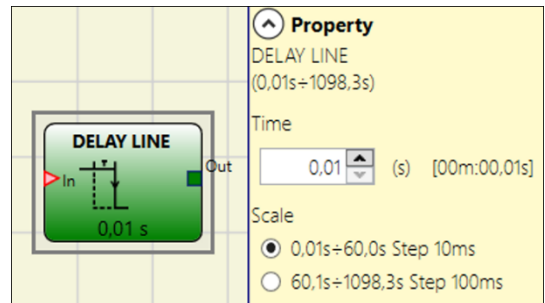 DELAY LINE
In
Out
0,01 s
Property
DELAY LINE
(0,01s÷1098,3s)
Time
0,01 (s) [00m:00,01s]
Scale
0,01s÷60,0s Step 10ms
60,1s÷1098,3s Step 100ms